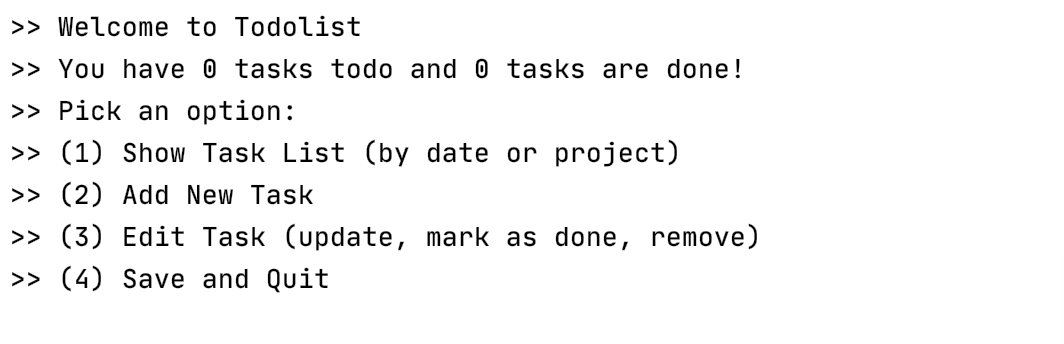 >> Welcome to Todolist
>> You have 0 tasks todo and 0 tasks are done!
>> Pick an option:
>> (1) Show Task List (by date or project)
>> (2) Add New Task
>> (3) Edit Task (update, mark as done, remove)
>> (4) Save and Quit